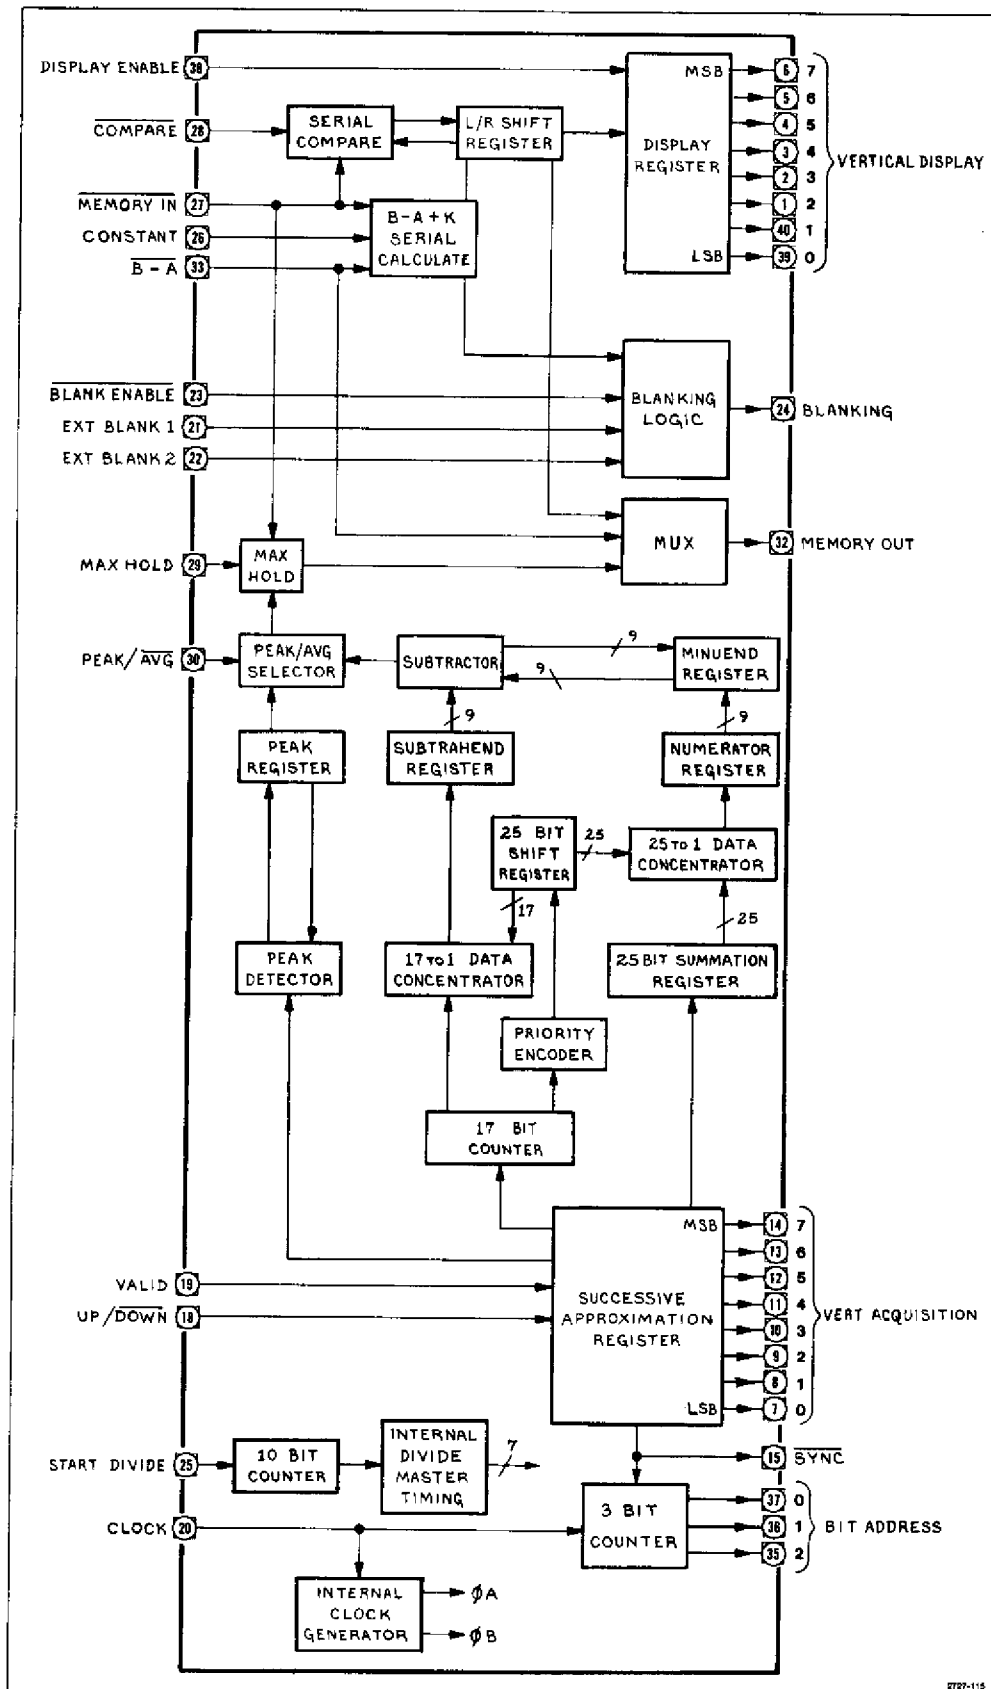 DISPLAY ENABLE 38
MSB 6 7
5 6
4 5
3 4
2 3
1 2
40 1
LSB 39 0
DISPLAY
REGISTER
VERTICAL DISPLAY
COMPARE 28
SERIAL
COMPARE
L/R SHIFT
REGISTER
MEMORY IN 27
CONSTANT 26
B-A 33
B-A+K
SERIAL
CALCULATE
BLANK ENABLE 23
EXT BLANK 1 21
EXT BLANK 2 22
BLANKING
LOGIC
24 BLANKING
MUX
32 MEMORY OUT
MAX HOLD 29
MAX
HOLD
PEAK/AVG 30
PEAK/AVG
SELECTOR
SUBTRACTOR
9
9
MINUEND
REGISTER
9
9
PEAK
REGISTER
SUBTRAHEND
REGISTER
NUMERATOR
REGISTER
25 BIT
SHIFT
REGISTER
25
25 TO 1 DATA
CONCENTRATOR
17
25
PEAK
DETECTOR
17 TO 1 DATA
CONCENTRATOR
25 BIT SUMMATION
REGISTER
PRIORITY
ENCODER
17 BIT
COUNTER
MSB 14 7
13 6
12 5
11 4
10 3
9 2
8 1
LSB 7 0
VERT ACQUISITION
VALID 19
UP/DOWN 18
SUCCESSIVE
APPROXIMATION
REGISTER
15 SYNC
START DIVIDE 25
10 BIT
COUNTER
INTERNAL
DIVIDE
MASTER
TIMING
7
CLOCK 20
3 BIT
COUNTER
37 0
36 1
35 2
BIT ADDRESS
INTERNAL
CLOCK
GENERATOR
ØA
ØB
2727-115